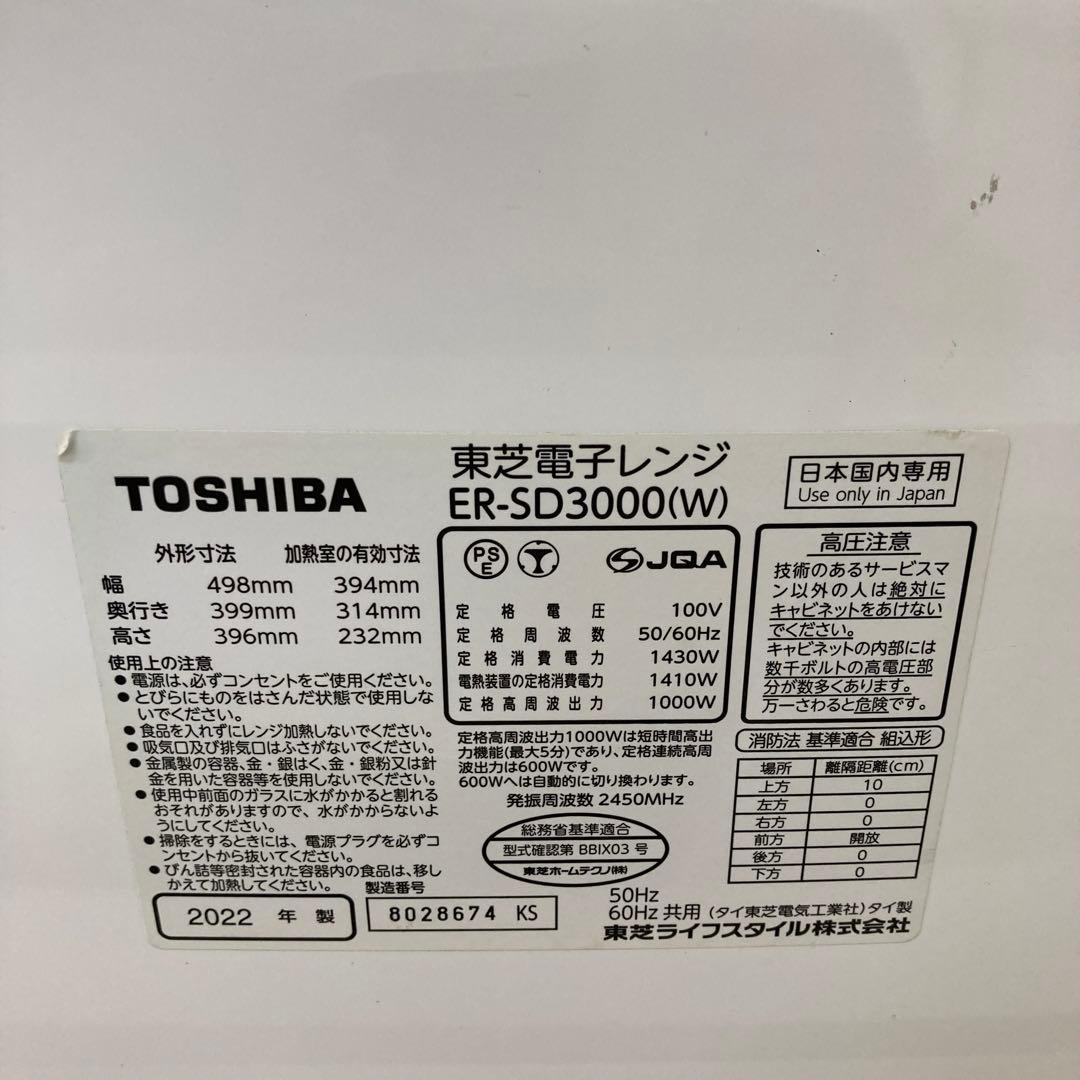 TOSHIBA
東芝電子レンジ
ER-SD3000(W)
日本国内専用
Use only in Japan
外形寸法 加熱室の有効寸法
幅 498mm 394mm
奥行き 399mm 314mm
高さ 396mm 232mm
使用上の注意
●電源は、必ずコンセントをご使用ください。
●とびらにものをはさんだ状態で使用しな
いでください。
●食品を入れずにレンジ加熱しないでください。
●吸気口及び排気口はふさがないでください。
●金属製の容器、金・銀はく、金・銀粉又は針
金を用いた容器等を使用しないでください。
●使用中前面のガラスに水がかかると割れる
おそれがありますので、水がかからないよ
うにしてください。
●掃除をするときには、電源プラグを必ずコ
ンセントから抜いてください。
●びん詰等密封された容器内の食品は、移し
かえて加熱してください。
PS
E
JQA
定格電圧 100V
定格周波数 50/60Hz
定格消費電力 1430W
電熱装置の定格消費電力 1410W
定格高周波出力 1000W
定格高周波出力1000Wは短時間高出
力機能(最大5分)であり、定格連続高周
波出力は600Wです。
600Wへは自動的に切り換わります。
発振周波数 2450MHz
総務省基準適合
型式確認第 BBIX03 号
東芝ホームテクノ(株)
高圧注意
技術のあるサービスマ
ン以外の人は絶対に
キャビネットをあけない
でください。
キャビネットの内部には
数千ボルトの高電圧部
分が数多くあります。
万一さわると危険です。
消防法 基準適合 組込形
場所 離隔距離(cm)
上方 10
左方 0
右方 0
前方 開放
後方 0
下方 0
2022 年 製
製造番号
8028674 KS
50Hz
60Hz 共用 (タイ東芝電気工業社)タイ製
東芝ライフスタイル株式会社